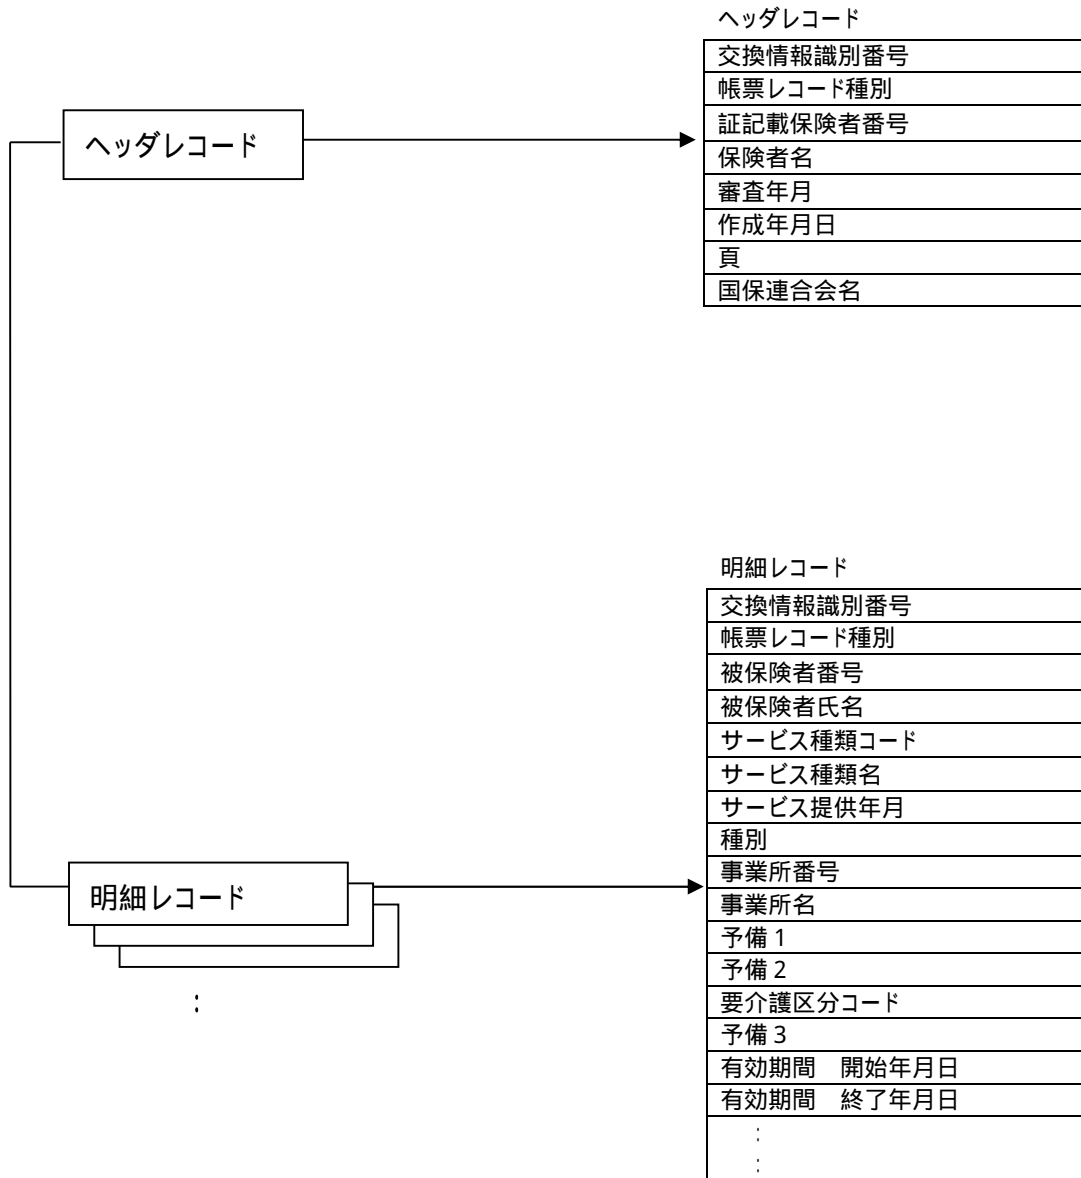 ヘッダレコード
交換情報識別番号
帳票レコード種別
証記載保険者番号
保険者名
審査年月
作成年月日
頁
国保連合会名
ヘッダレコード
明細レコード
交換情報識別番号
帳票レコード種別
被保険者番号
被保険者氏名
サービス種類コード
サービス種類名
サービス提供年月
種別
事業所番号
事業所名
予備 1
予備 2
要介護区分コード
予備 3
有効期間　開始年月日
有効期間　終了年月日
:
:
明細レコード
: